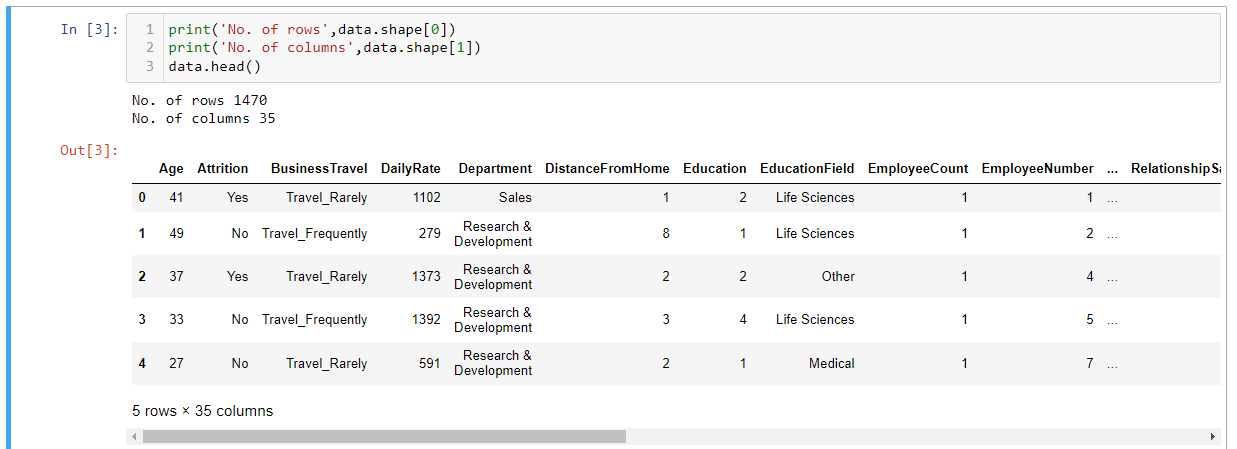 In [3]:
1 print('No. of rows',data.shape[0])
2 print('No. of columns',data.shape[1])
3 data.head()
No. of rows 1470
No. of columns 35
Out[3]:
Age Attrition BusinessTravel DailyRate Department DistanceFromHome Education EducationField EmployeeCount EmployeeNumber ... RelationshipSa
0 41 Yes Travel_Rarely 1102 Sales 1 2 Life Sciences 1 1 ...
1 49 No Travel_Frequently 279 Research & Development 8 1 Life Sciences 1 2 ...
2 37 Yes Travel_Rarely 1373 Research & Development 2 2 Other 1 4 ...
3 33 No Travel_Frequently 1392 Research & Development 3 4 Life Sciences 1 5 ...
4 27 No Travel_Rarely 591 Research & Development 2 1 Medical 1 7 ...
5 rows × 35 columns